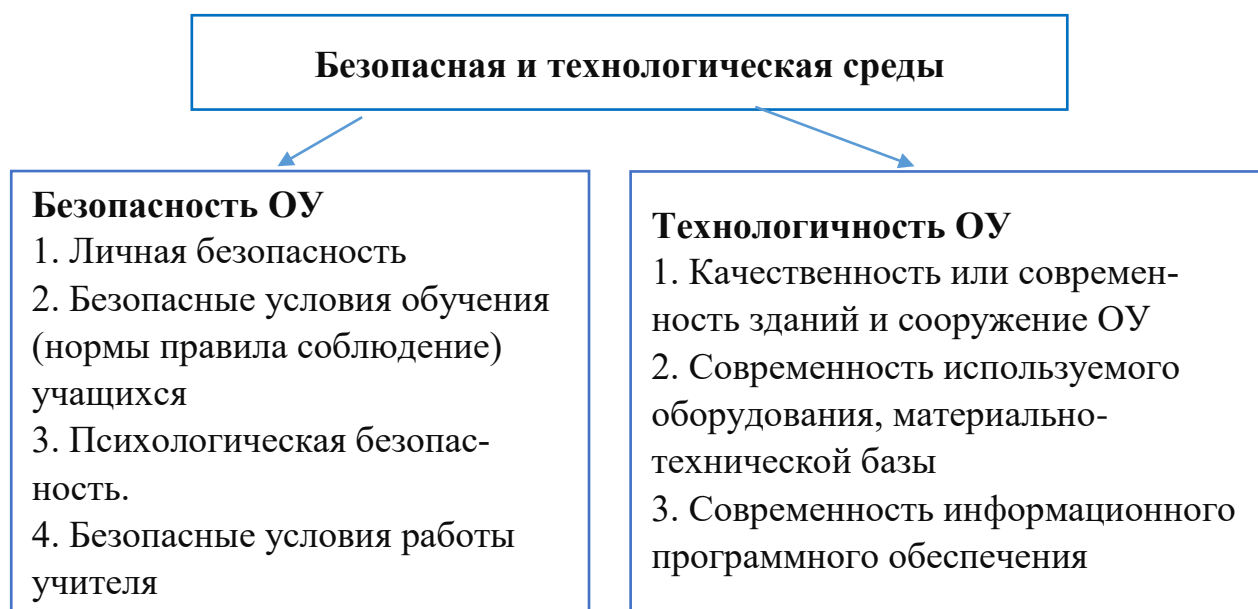 Безопасная и технологическая среды
Безопасность ОУ
1. Личная безопасность
2. Безопасные условия обучения
(нормы правила соблюдение)
учащихся
3. Психологическая безопас-
ность.
4. Безопасные условия работы
учителя
Технологичность ОУ
1. Качественность или современ-
ность зданий и сооружение ОУ
2. Современность используемого
оборудования, материально-
технической базы
3. Современность информационного
программного обеспечения